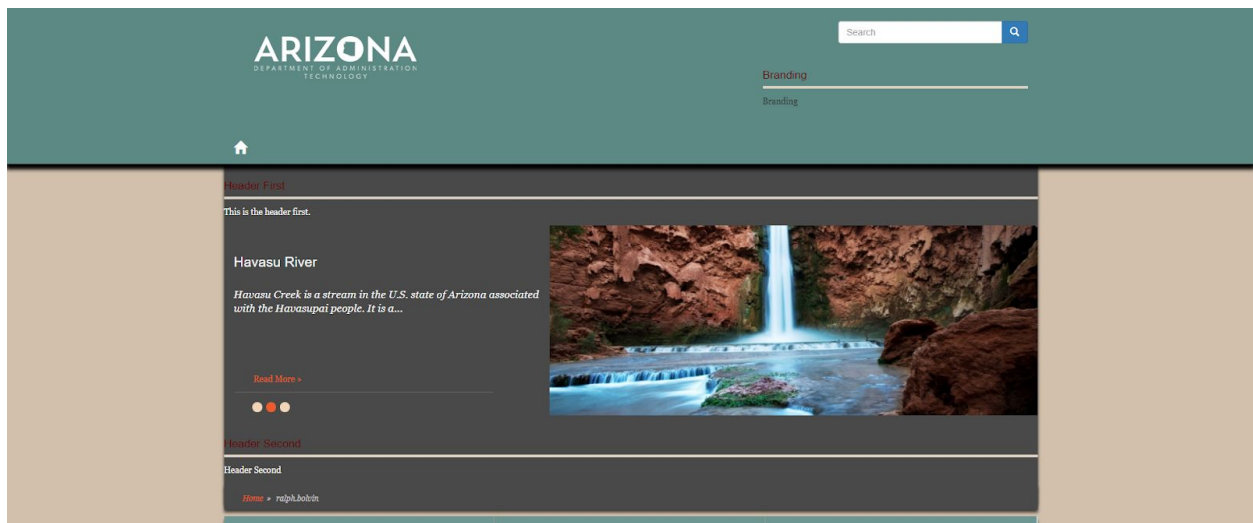 ARIZONA
DEPARTMENT OF ADMINISTRATION
TECHNOLOGY
Search
Branding
Branding
Header First
This is the header first.
Havasu River
Havasu Creek is a stream in the U.S. state of Arizona associated
with the Havasupai people. It is a...
Read More »
Header Second
Header Second
Home » ralph.bolvin